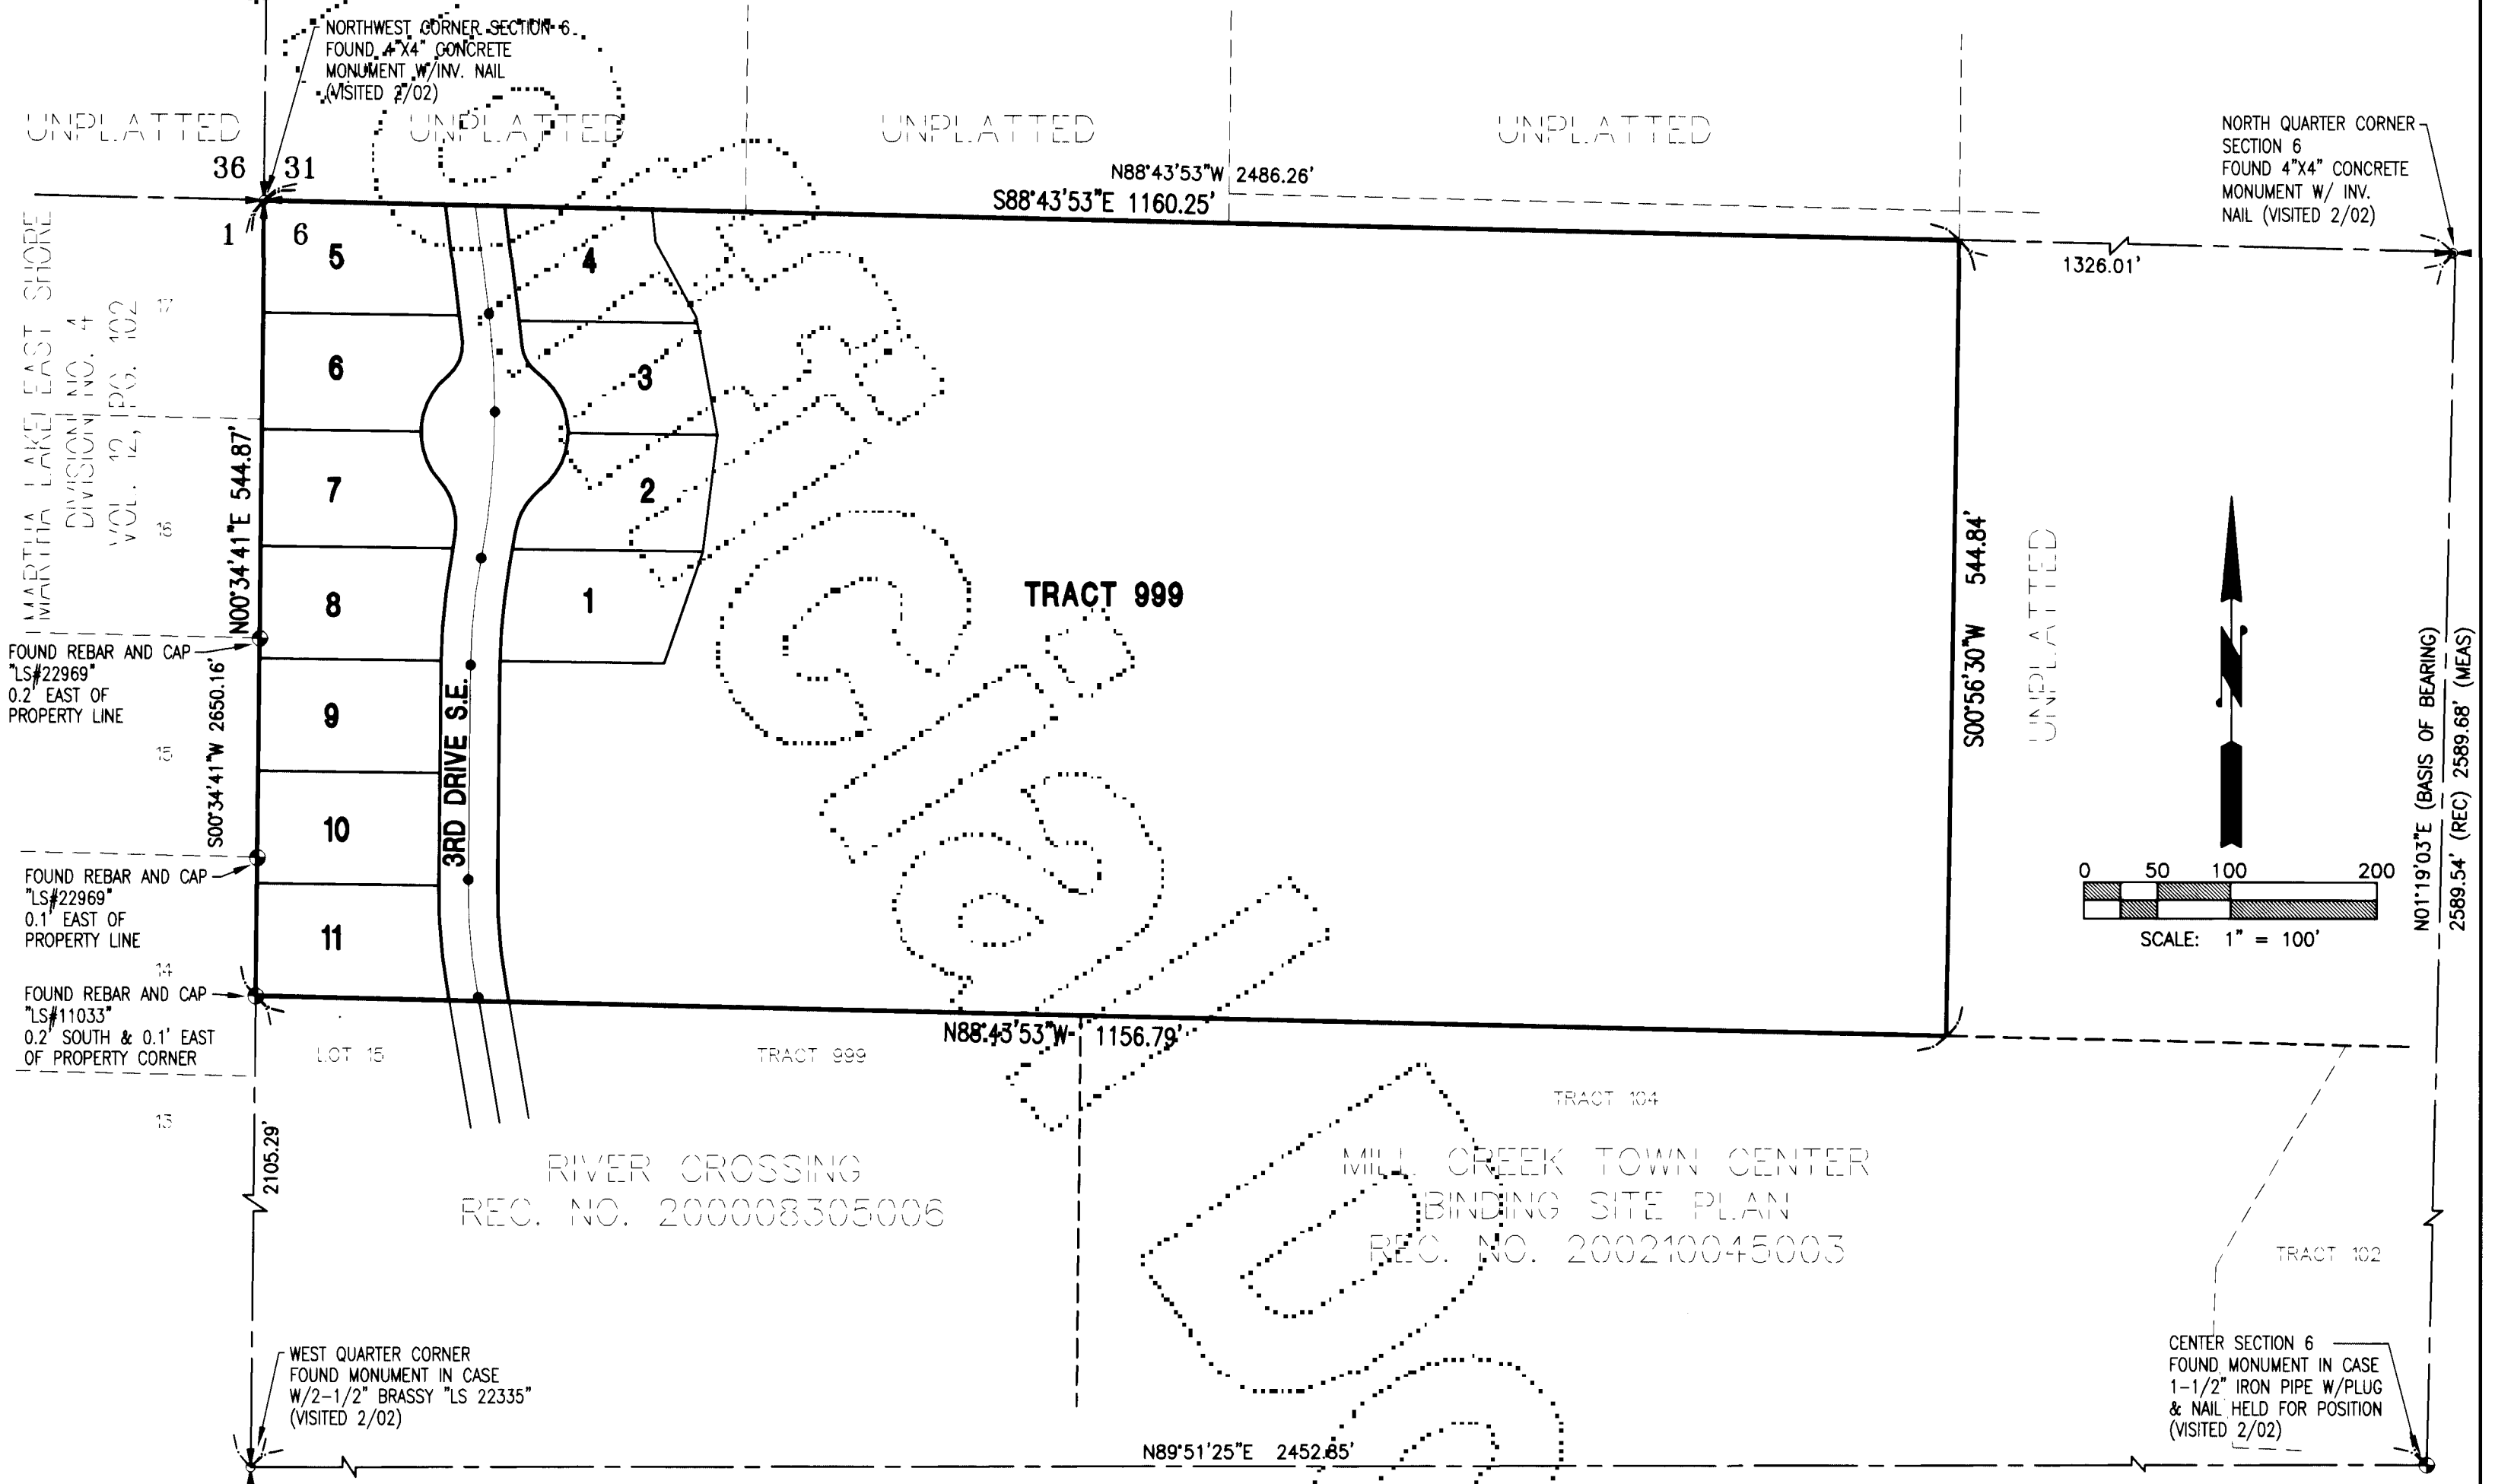 NORTHWEST CORNER SECTION 6
FOUND 4"X4" CONCRETE
MONUMENT W/INV. NAIL
(VISITED 2/02)
UNPLATTED
UNPLATTED
UNPLATTED
UNPLATTED
NORTH QUARTER CORNER
SECTION 6
FOUND 4"X4" CONCRETE
MONUMENT W/ INV.
NAIL (VISITED 2/02)
36 31
1 6
N88°43'53"W 2486.26'
S88°43'53"E 1160.25'
1326.01'
MARTHA LAKE EAST SHORE
DIVISION NO. 4
VOL. 12, PG. 102
17
16
15
14
13
N00°34'41"E 544.87'
S00°34'41"W 2650.16'
5
4
6
3
7
2
8
1
9
10
11
3RD DRIVE S.E.
TRACT 999
S00°56'30"W 544.84'
UNPLATTED
N
0 50 100 200
SCALE: 1" = 100'
N01°19'03"E (BASIS OF BEARING)
2589.54' (REC) 2589.68' (MEAS)
FOUND REBAR AND CAP
"LS#22969"
0.2' EAST OF
PROPERTY LINE
FOUND REBAR AND CAP
"LS#22969"
0.1' EAST OF
PROPERTY LINE
FOUND REBAR AND CAP
"LS#11033"
0.2' SOUTH & 0.1' EAST
OF PROPERTY CORNER
N88°43'53"W 1156.79'
LOT 15
TRACT 999
TRACT 104
2105.29'
RIVER CROSSING
REC. NO. 200008305006
MILL CREEK TOWN CENTER
BINDING SITE PLAN
REC. NO. 200210045003
TRACT 102
WEST QUARTER CORNER
FOUND MONUMENT IN CASE
W/2-1/2" BRASSY "LS 22335"
(VISITED 2/02)
CENTER SECTION 6
FOUND MONUMENT IN CASE
1-1/2" IRON PIPE W/PLUG
& NAIL HELD FOR POSITION
(VISITED 2/02)
N89°51'25"E 2452.85'